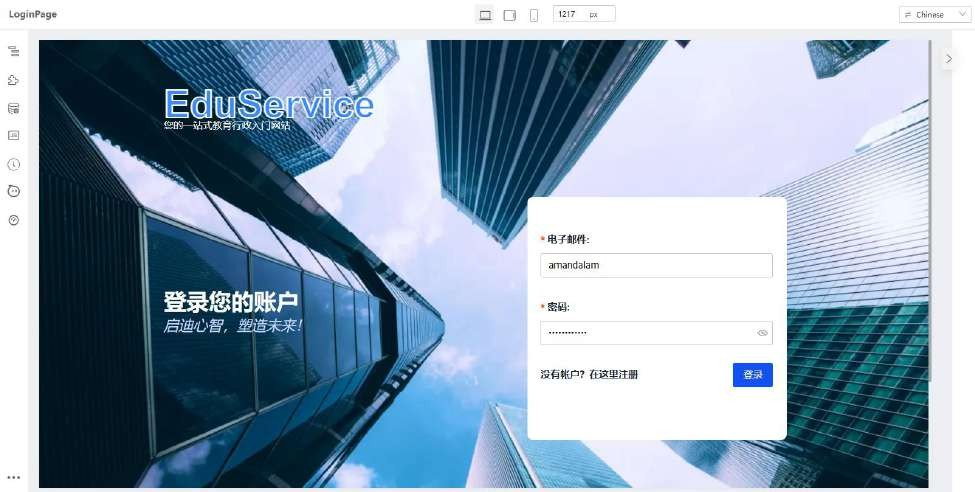 LoginPage
1217 px
Chinese
EduService
您的一站式教育行政入门网站
* 电子邮件:
amandalam
登录您的账户
启迪心智，塑造未来！
* 密码:
••••••••••••
没有帐户？在这里注册
登录